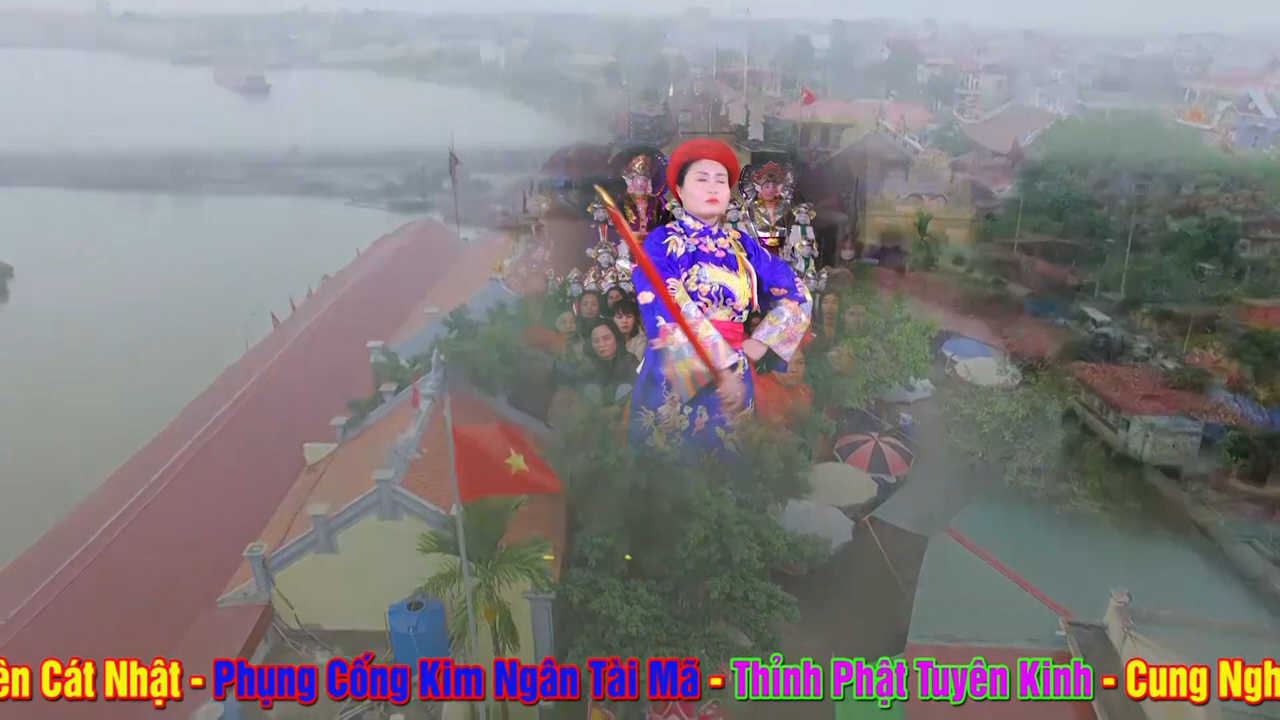 Cát Nhật - Phụng Cống Kim Ngân Tài Mã - Thỉnh Phật Tuyên Kinh - Cung